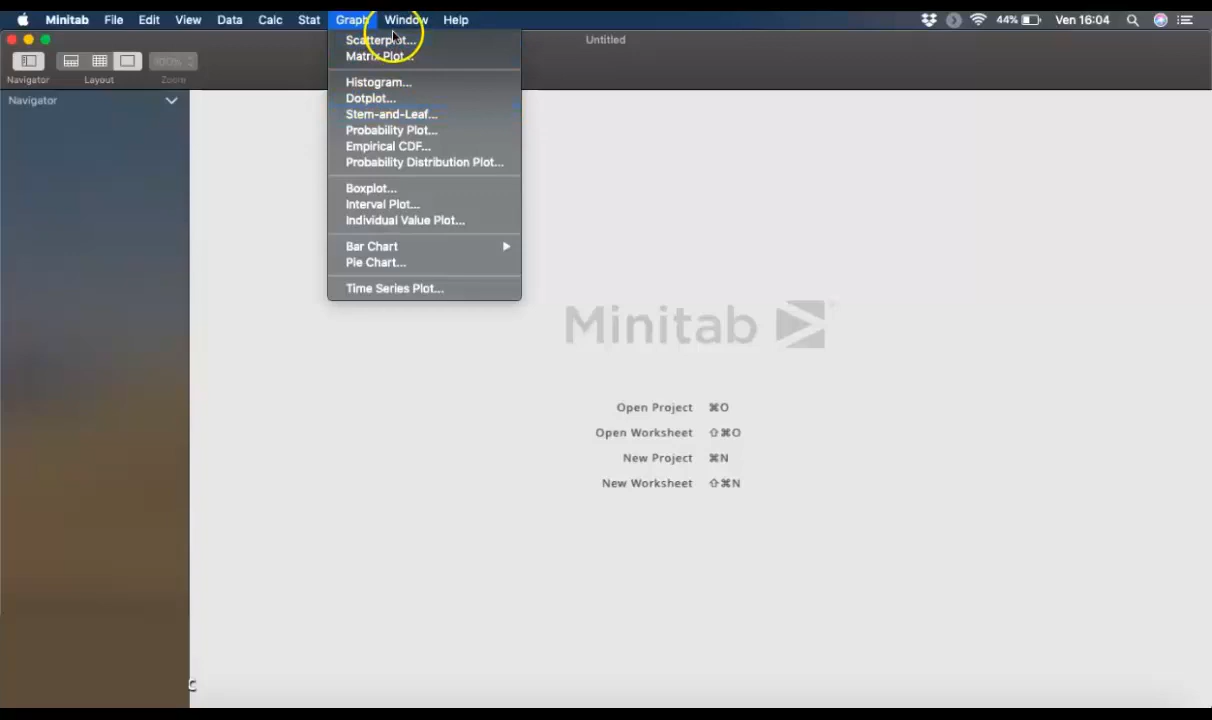 Minitab File Edit View Data Calc Stat Graph Window Help 44% Ven 16:04
Untitled
Scatterplot...
Matrix Plot...
100%
Navigator Layout Zoom
Histogram...
Navigator
Dotplot...
Stem-and-Leaf...
Probability Plot...
Empirical CDF...
Probability Distribution Plot...
Boxplot...
Interval Plot...
Individual Value Plot...
Bar Chart
Pie Chart...
Time Series Plot...
Minitab
Open Project ⌘O
Open Worksheet ⇧⌘O
New Project ⌘N
New Worksheet ⇧⌘N